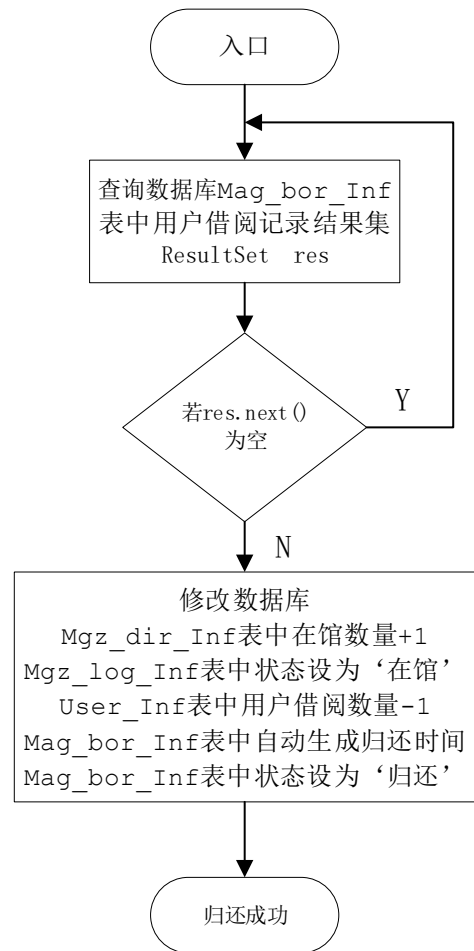 入口
查询数据库Mag_bor_Inf
表中用户借阅记录结果集
ResultSet res
若res.next()
为空
Y
N
修改数据库
Mgz_dir_Inf表中在馆数量+1
Mgz_log_Inf表中状态设为‘在馆’
User_Inf表中用户借阅数量-1
Mag_bor_Inf表中自动生成归还时间
Mag_bor_Inf表中状态设为‘归还’
归还成功